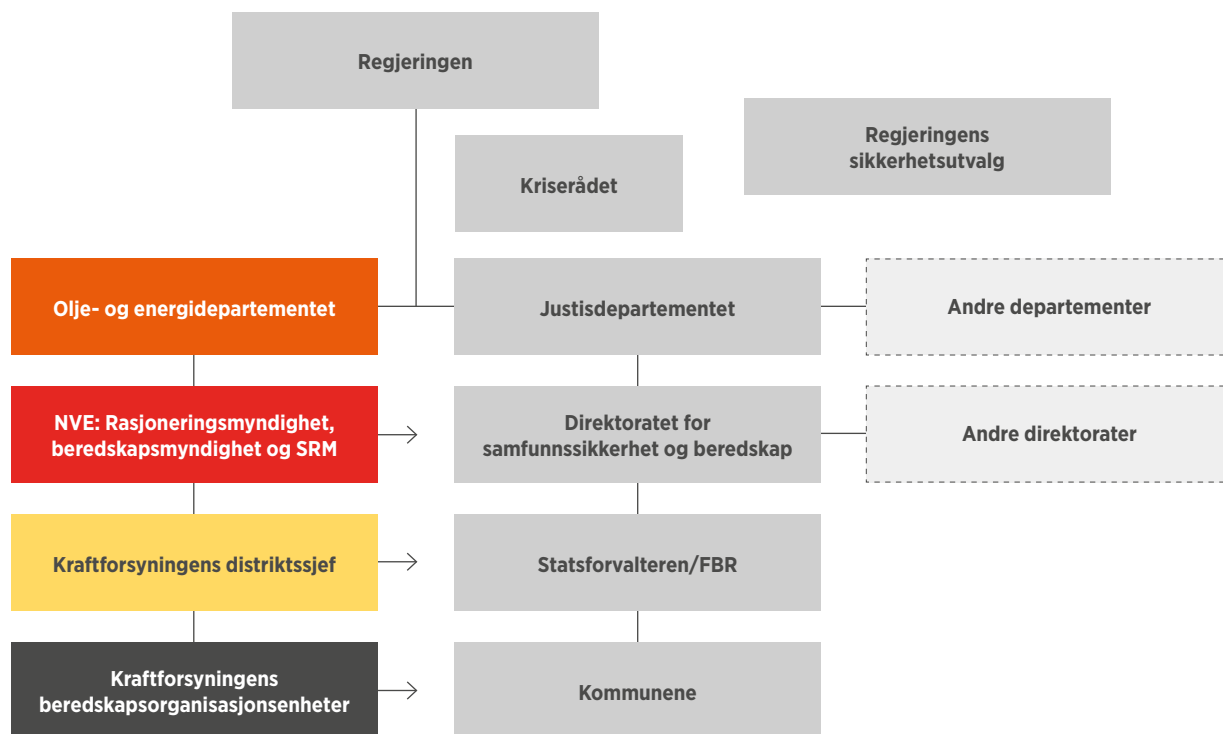 Regjeringen
Regjeringens
sikkerhetsutvalg
Kriserådet
Olje- og energidepartementet
Justisdepartementet
Andre departementer
NVE: Rasjoneringsmyndighet,
beredskapsmyndighet og SRM
Direktoratet for
samfunnssikkerhet og beredskap
Andre direktorater
Kraftforsyningens distriktssjef
Statsforvalteren/FBR
Kraftforsyningens
beredskapsorganisasjonsenheter
Kommunene